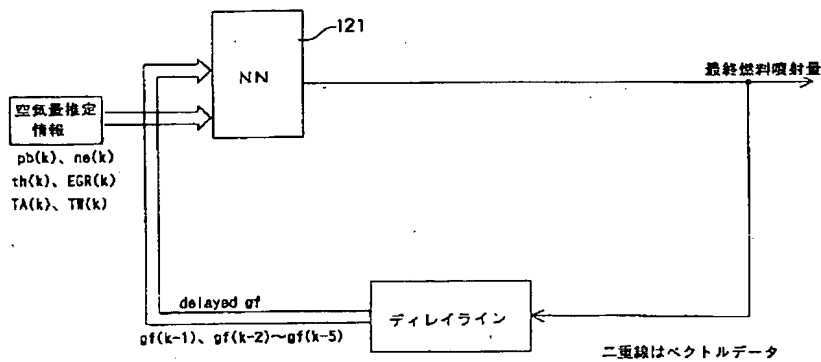 121
NN
最終燃料噴射量
空気量推定
情報
pb(k)、ne(k)
th(k)、EGR(k)
TA(k)、TW(k)
delayed gf
gf(k-1)、gf(k-2)～gf(k-5)
ディレイライン
二重線はベクトルデータ